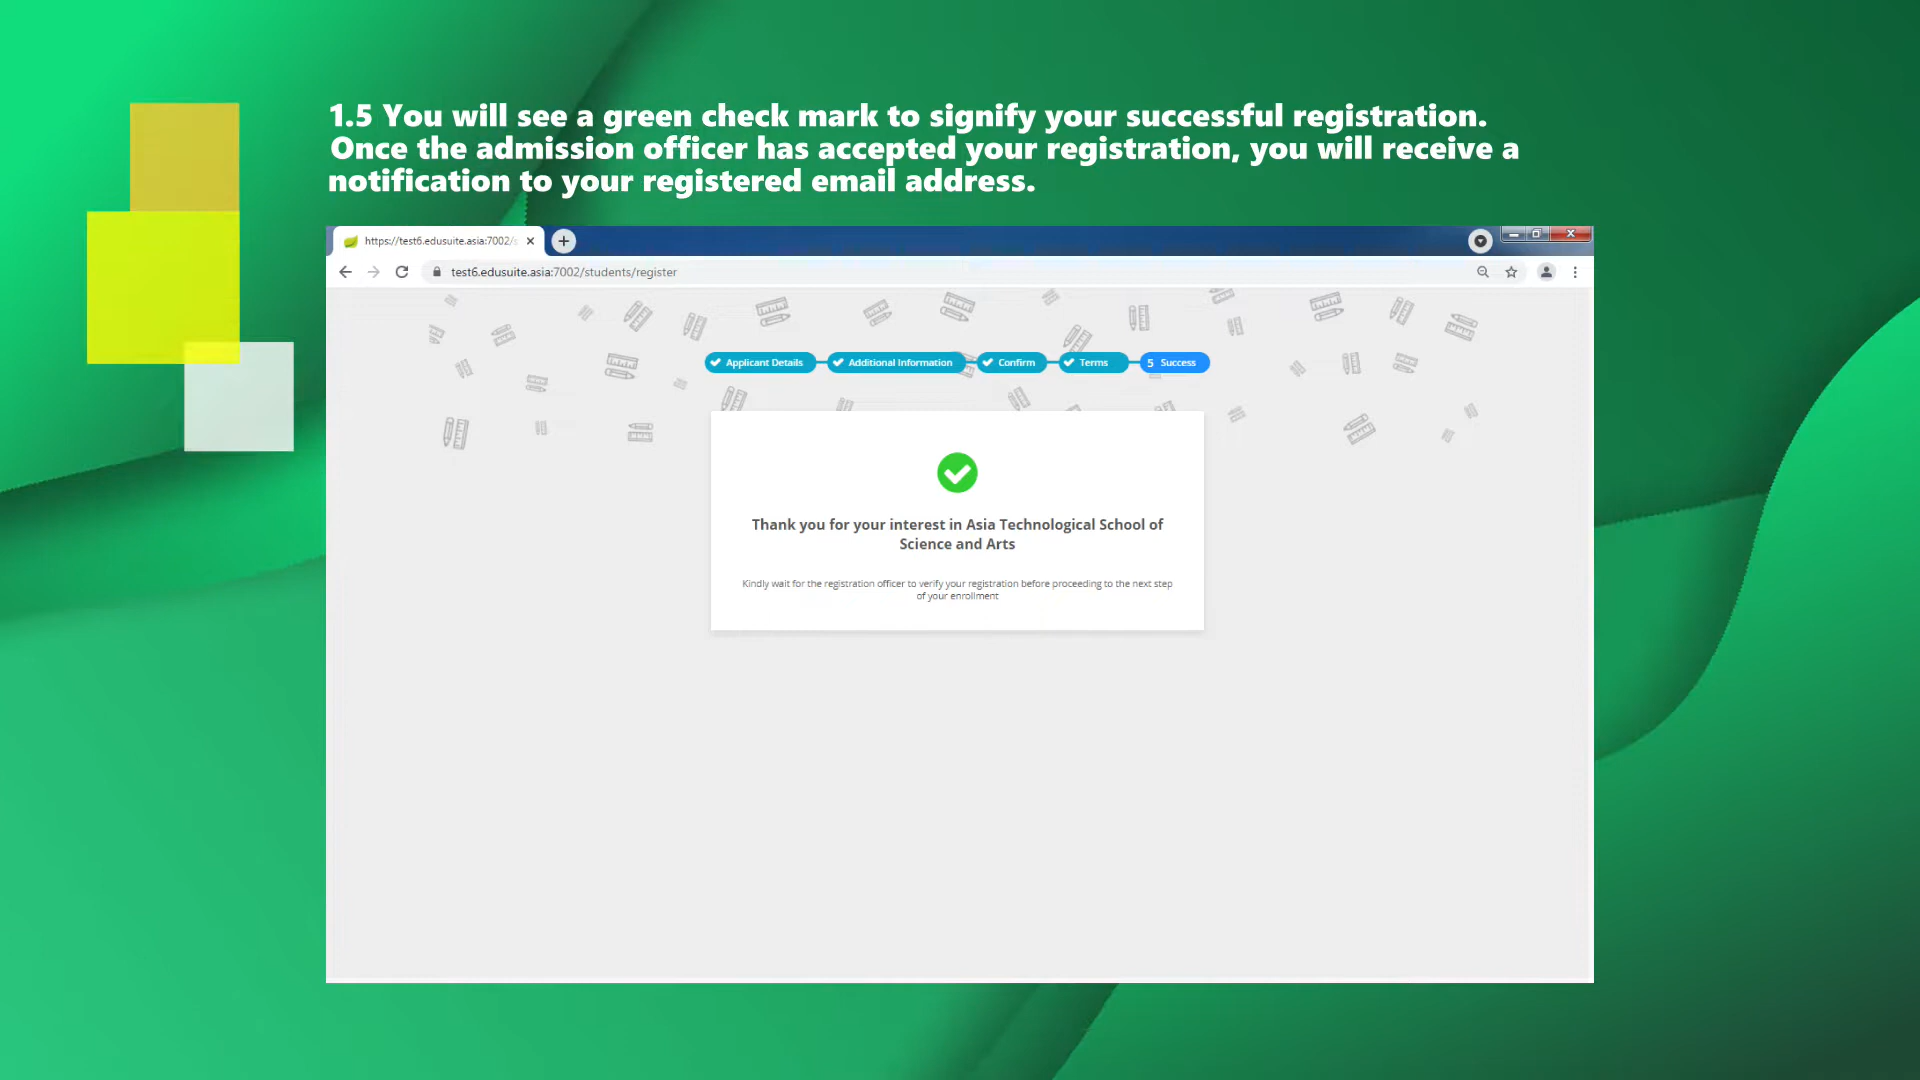 1.5 You will see a green check mark to signify your successful registration.
Once the admission officer has accepted your registration, you will receive a
notification to your registered email address.
https://test6.edusuite.asia:7002/
test6.edusuite.asia:7002/students/register
Applicant Details
Additional Information
Confirm
Terms
5 Success
Thank you for your interest in Asia Technological School of
Science and Arts
Kindly wait for the registration officer to verify your registration before proceeding to the next step
of your enrollment